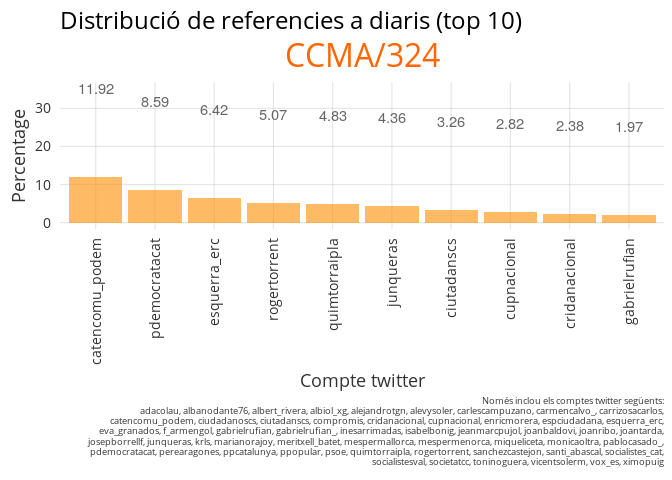 Distribució de referencies a diaris (top 10)
CCMA/324
11.92
8.59
6.42
5.07
4.83
4.36
3.26
2.82
2.38
1.97
Percentage
30
20
10
0
catencomu_podem
pdemocratacat
esquerra_erc
rogertorrent
quimtorraipla
junqueras
ciutadanscs
cupnacional
cridanacional
gabrielrufian
Compte twitter
Només inclou els comptes twitter següents:
adacolau, albanodante76, albert_rivera, albiol_xg, alejandrotgn, alevysoler, carlescampuzano, carmencalvo_, carrizosacarlos,
catencomu_podem, ciudadanoscs, ciutadanscs, compromis, cridanacional, cupnacional, enricmorera, espciudadana, esquerra_erc,
eva_granados, f_armengol, gabrielrufian, gabrielrufian_, inesarrimadas, isabelbonig, jeanmarcpujol, joanbaldovi, joanribo, joantarda,
josepborrellf, junqueras, krls, marianorajoy, meritxell_batet, mespermallorca, mespermenorca, miqueliceta, monicaoltra, pablocasado_,
pdemocratacat, perearagones, ppcatalunya, ppopular, psoe, quimtorraipla, rogertorrent, sanchezcastejon, santi_abascal, socialistes_cat,
socialistesval, societatcc, toninoguera, vicentsolerm, vox_es, ximopuig